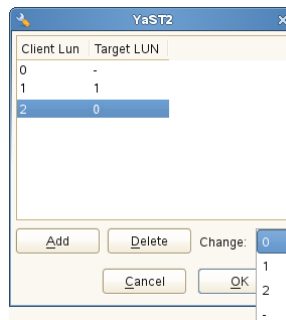 YaST2
Client Lun Target LUN
0 -
1 1
2 0
Add Delete Change: 0
1
Cancel OK 2
-